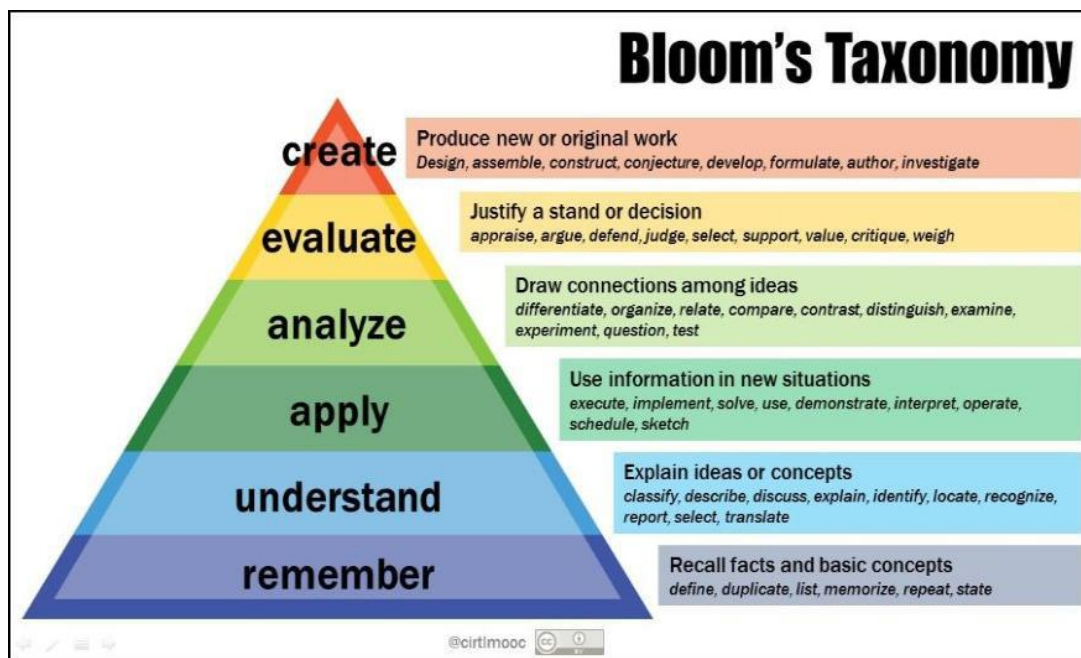 Bloom's Taxonomy
create
Produce new or original work
Design, assemble, construct, conjecture, develop, formulate, author, investigate
evaluate
Justify a stand or decision
appraise, argue, defend, judge, select, support, value, critique, weigh
analyze
Draw connections among ideas
differentiate, organize, relate, compare, contrast, distinguish, examine,
experiment, question, test
apply
Use information in new situations
execute, implement, solve, use, demonstrate, interpret, operate,
schedule, sketch
understand
Explain ideas or concepts
classify, describe, discuss, explain, identify, locate, recognize,
report, select, translate
remember
Recall facts and basic concepts
define, duplicate, list, memorize, repeat, state
@cirtlmooc
cc
BY